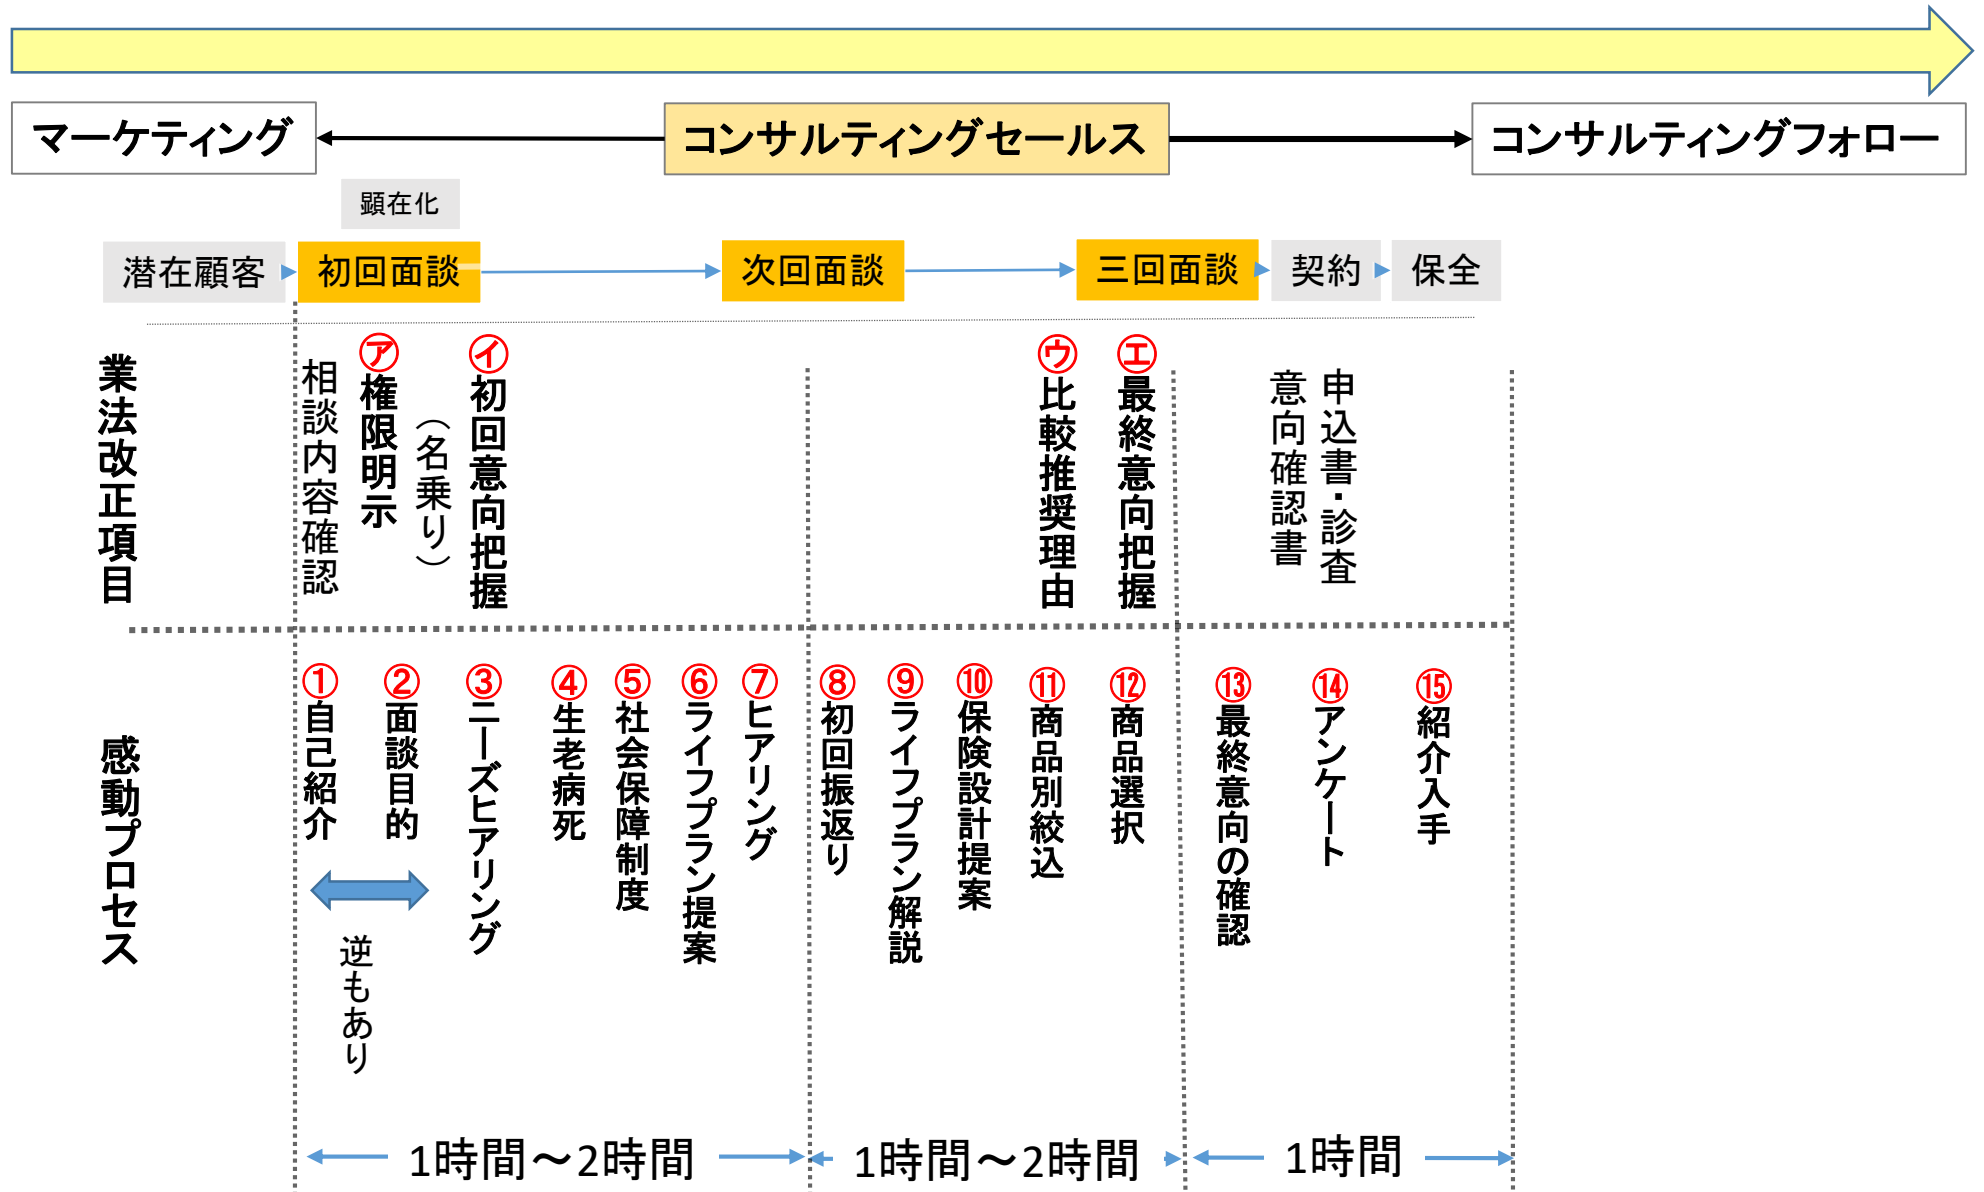 マーケティング
コンサルティングセールス
コンサルティングフォロー
顕在化
潜在顧客
初回面談
次回面談
三回面談
契約
保全
業法改正項目
相談内容確認
㋐権限明示
（名乗り）
㋑初回意向把握
㋒比較推奨理由
㋓最終意向把握
意向確認書
申込書・診査
感動プロセス
①自己紹介
②面談目的
③ニーズヒアリング
④生老病死
⑤社会保障制度
⑥ライフプラン提案
⑦ヒアリング
⑧初回振返り
⑨ライフプラン解説
⑩保険設計提案
⑪商品別絞込
⑫商品選択
⑬最終意向の確認
⑭アンケート
⑮紹介入手
逆もあり
1時間～2時間
1時間～2時間
1時間